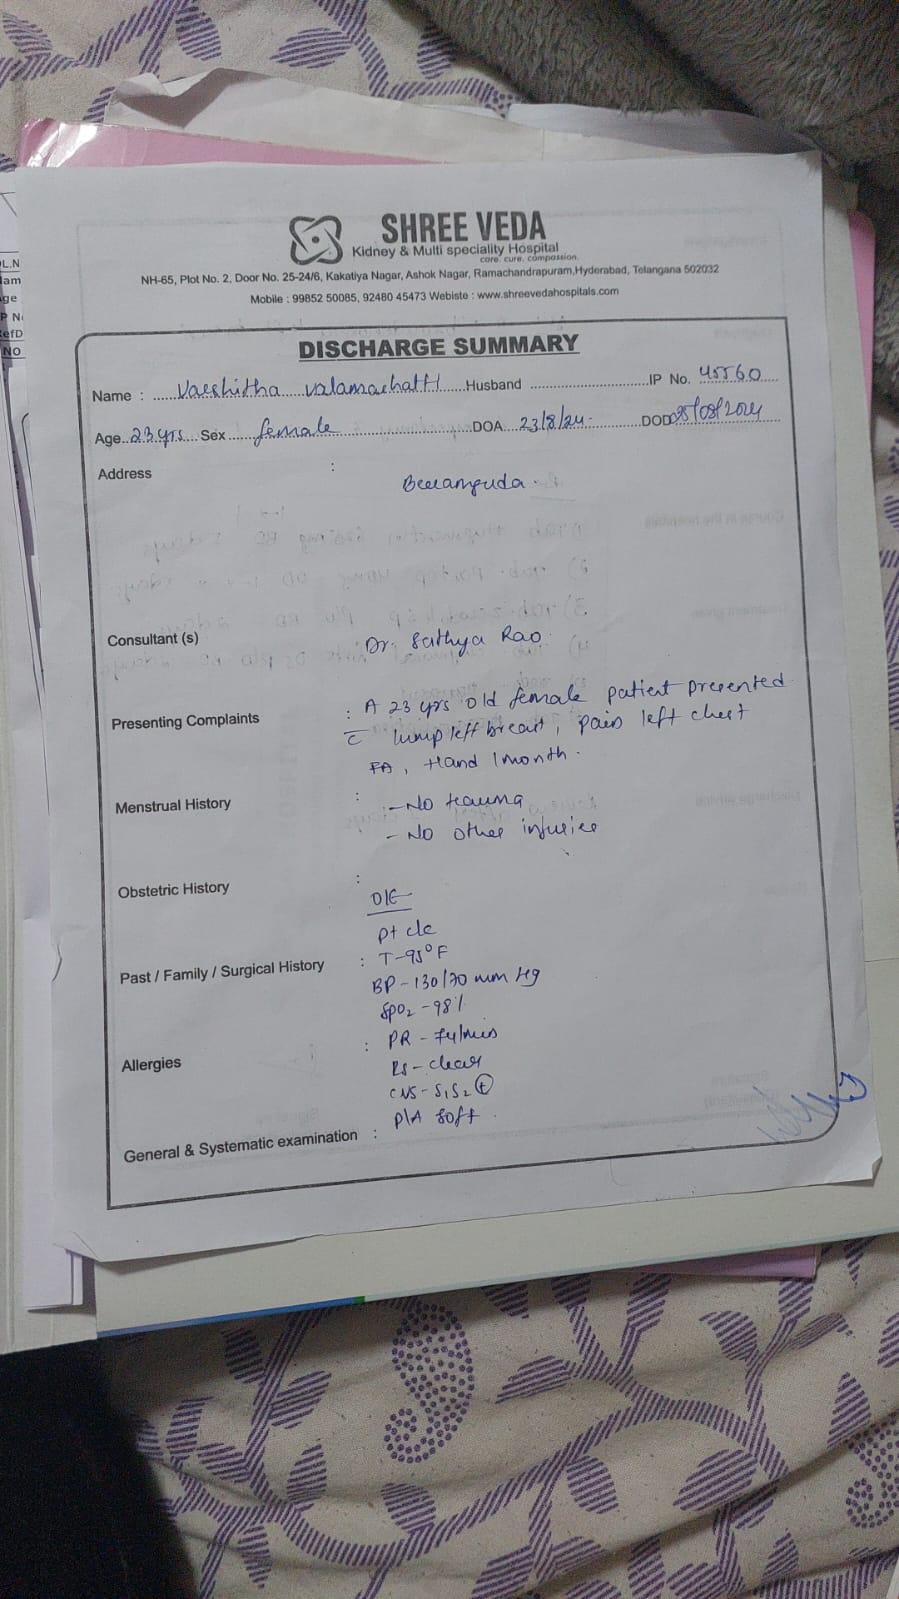 SHREE VEDA
Kidney & Multi speciality Hospital
care. cure. compassion.
NH-65, Plot No. 2, Door No. 25-24/6, Kakatiya Nagar, Ashok Nagar, Ramachandrapuram,Hyderabad, Telangana 502032
Mobile : 99852 50085, 92480 45473 Webiste : www.shreevedahospitals.com
DISCHARGE SUMMARY
Name : Varshitha Valamachatti Husband IP No. 45560
Age 23 yrs Sex female DOA 23/8/24 DOD 25/08/2024
Address :
Beeramguda
Consultant (s) Dr. Sathya Rao
Presenting Complaints : A 23 yrs old female patient presented
c̅ lump left breast, pain left chest
, Hand 1 month
Menstrual History : - No trauma
- No other injuries
Obstetric History :
O/E
Pt c/c
Past / Family / Surgical History : T-95°F
BP-130/70 mm Hg
SpO2-98%
Allergies : PR-74/min
RS-clear
CVS-S1S2 ⊕
P/A soft
General & Systematic examination :
L.N
am
ge
P N
efD
NO